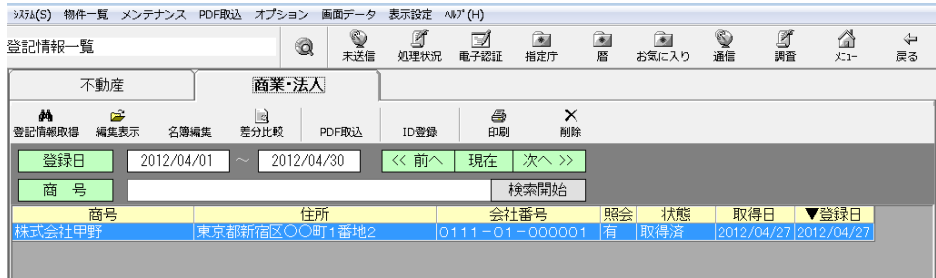 ｼｽﾃﾑ(S) 物件一覧 メンテナンス PDF取込 オプション 画面データ 表示設定 ﾍﾙﾌﾟ(H)
登記情報一覧 未送信 処理状況 電子認証 指定庁 暦 お気に入り 通信 調査 ﾒﾆｭｰ 戻る
不動産 商業・法人
登記情報取得 編集表示 名簿編集 差分比較 PDF取込 ID登録 印刷 削除
登録日 2012/04/01 ～ 2012/04/30 << 前へ 現在 次へ >>
商 号 検索開始
商号 住所 会社番号 照会 状態 取得日 ▼登録日
株式会社甲野 東京都新宿区〇〇町1番地2 0111－01－000001 有 取得済 2012/04/27 2012/04/27